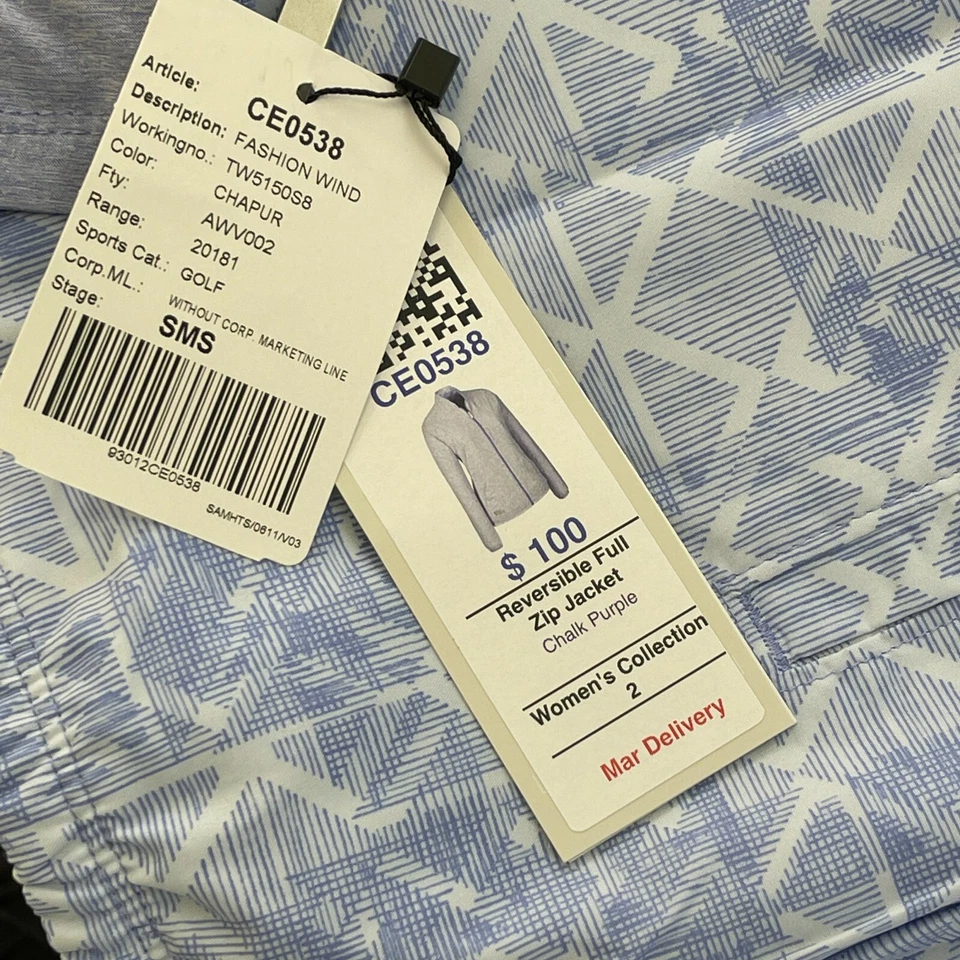 Article: CE0538
Description: FASHION WIND
Workingno.: TW5150S8
Color: CHAPUR
Fty: AWV002
Range: 20181
Sports Cat.: GOLF
Corp.ML.: WITHOUT CORP. MARKETING LINE
Stage: SMS
93012CE0538
SAMHTS/0611/V03
CE0538
$ 100
Reversible Full
Zip Jacket
Chalk Purple
Women's Collection
2
Mar Delivery